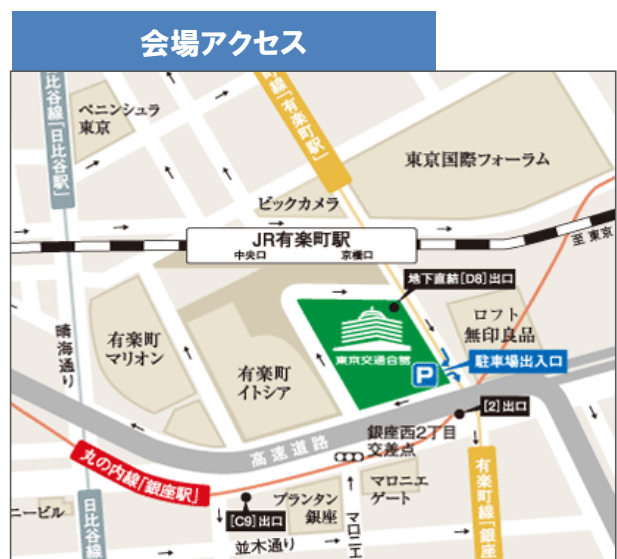 会場アクセス
日比谷線「日比谷駅」
ペニンシュラ
東京
町線「有楽町駅」
東京国際フォーラム
ビックカメラ
JR有楽町駅
中央口
京橋口
至 東京
地下直結[D8]出口
ロフト
無印良品
晴海通り
有楽町
マリオン
有楽町
イトシア
東京交通会館
P
駐車場出入口
[2]出口
銀座西2丁目
交差点
高速道路
丸の内線「銀座駅」
マロニエ
ゲート
プランタン
銀座
[C9]出口
ニービル
日比谷線
並木通り
マロニエ
有楽町線「銀座